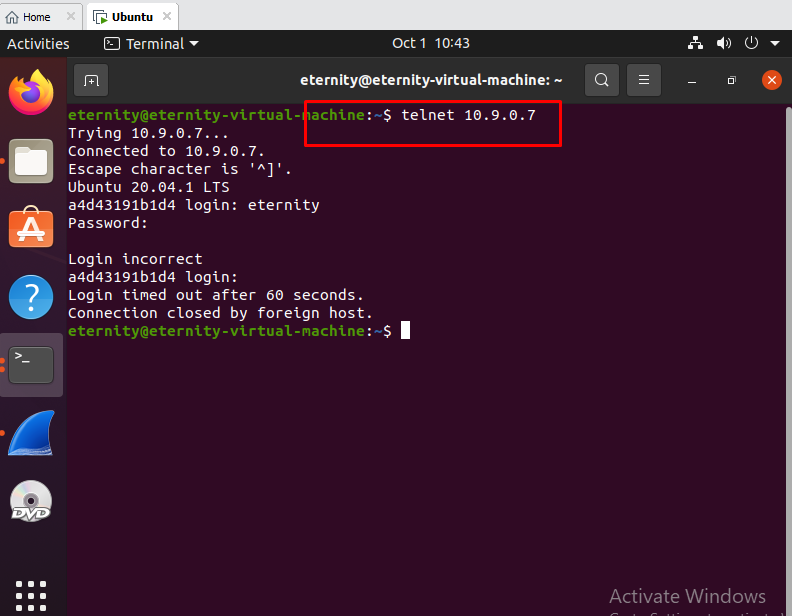 Home
Ubuntu
Activities
Terminal
Oct 1 10:43
eternity@eternity-virtual-machine: ~
eternity@eternity-virtual-machine:~$ telnet 10.9.0.7
Trying 10.9.0.7...
Connected to 10.9.0.7.
Escape character is '^]'.
Ubuntu 20.04.1 LTS
a4d43191b1d4 login: eternity
Password:
Login incorrect
a4d43191b1d4 login:
Login timed out after 60 seconds.
Connection closed by foreign host.
eternity@eternity-virtual-machine:~$
>_
DVD
Activate Windows